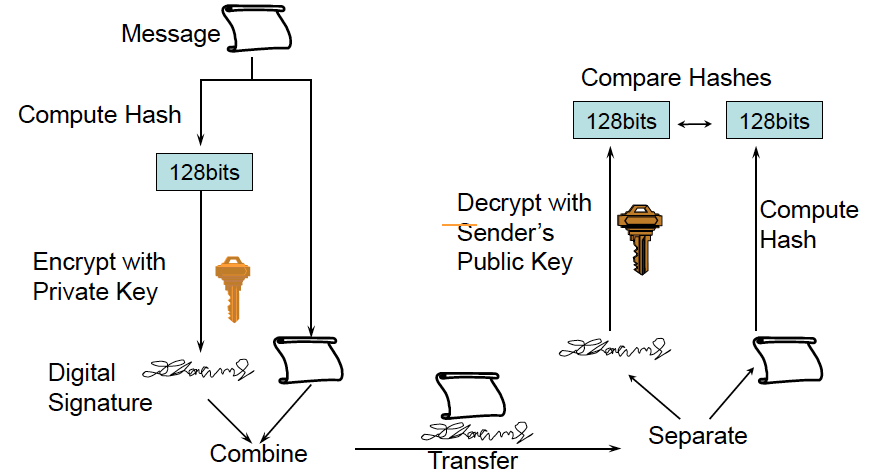 Message
Compute Hash
128bits
Encrypt with
Private Key
Digital
Signature
Combine
Transfer
Compare Hashes
128bits
128bits
Decrypt with
Sender's
Public Key
Compute
Hash
Separate